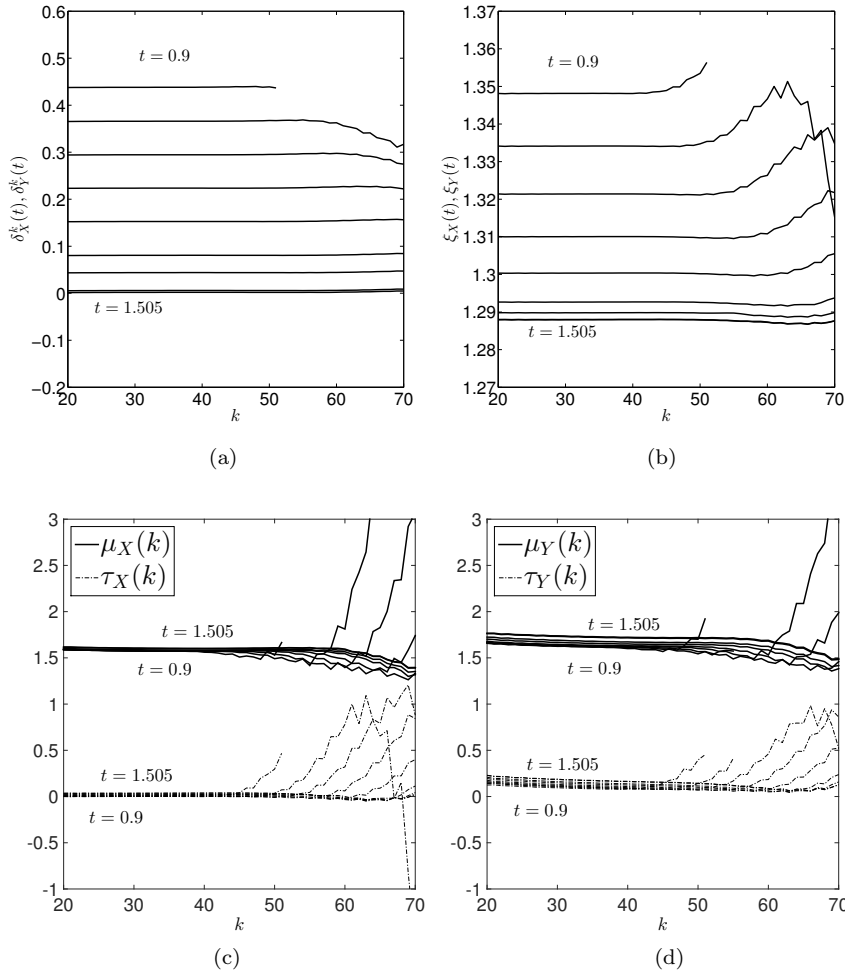 0.6
0.5
0.4
0.3
0.2
0.1
0
−0.1
−0.2
20 30 40 50 60 70
k
δ_X^k(t), δ_Y^k(t)
t = 0.9
t = 1.505
(a)
1.37
1.36
1.35
1.34
1.33
1.32
1.31
1.3
1.29
1.28
1.27
20 30 40 50 60 70
k
ξ_X(t), ξ_Y(t)
t = 0.9
t = 1.505
(b)
3
2.5
2
1.5
1
0.5
0
-0.5
-1
20 30 40 50 60 70
k
μ_X(k)
τ_X(k)
t = 1.505
t = 0.9
t = 1.505
t = 0.9
(c)
3
2.5
2
1.5
1
0.5
0
-0.5
-1
20 30 40 50 60 70
k
μ_Y(k)
τ_Y(k)
t = 1.505
t = 0.9
t = 1.505
t = 0.9
(d)